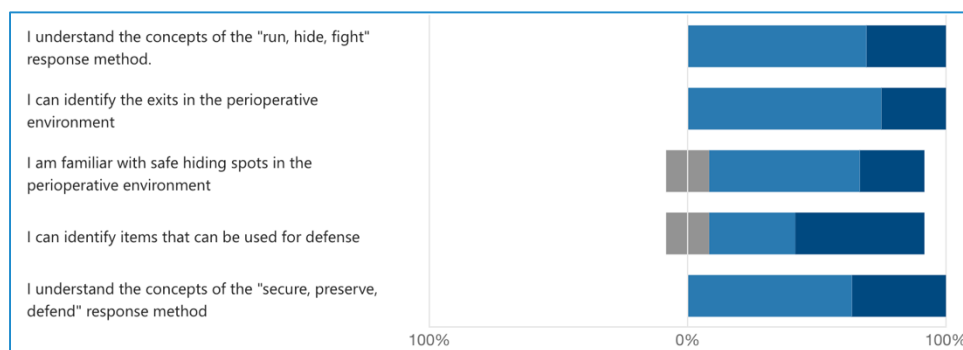 I understand the concepts of the "run, hide, fight"
response method.
I can identify the exits in the perioperative
environment
I am familiar with safe hiding spots in the
perioperative environment
I can identify items that can be used for defense
I understand the concepts of the "secure, preserve,
defend" response method
100% 0% 100%